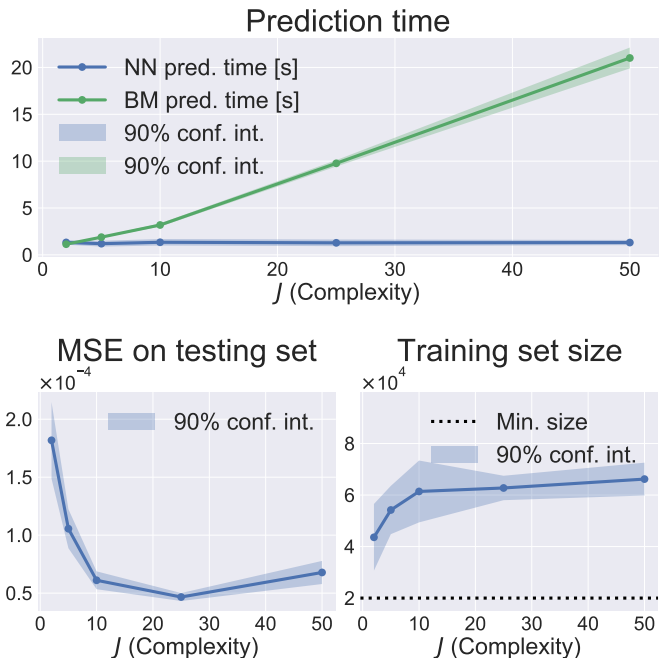 Prediction time
20
15
10
5
0
NN pred. time [s]
BM pred. time [s]
90% conf. int.
90% conf. int.
0 10 20 30 40 50
J (Complexity)
MSE on testing set
×10⁻⁴
2.0
1.5
1.0
0.5
90% conf. int.
0 10 20 30 40 50
J (Complexity)
Training set size
×10⁴
8
6
4
2
Min. size
90% conf. int.
0 10 20 30 40 50
J (Complexity)